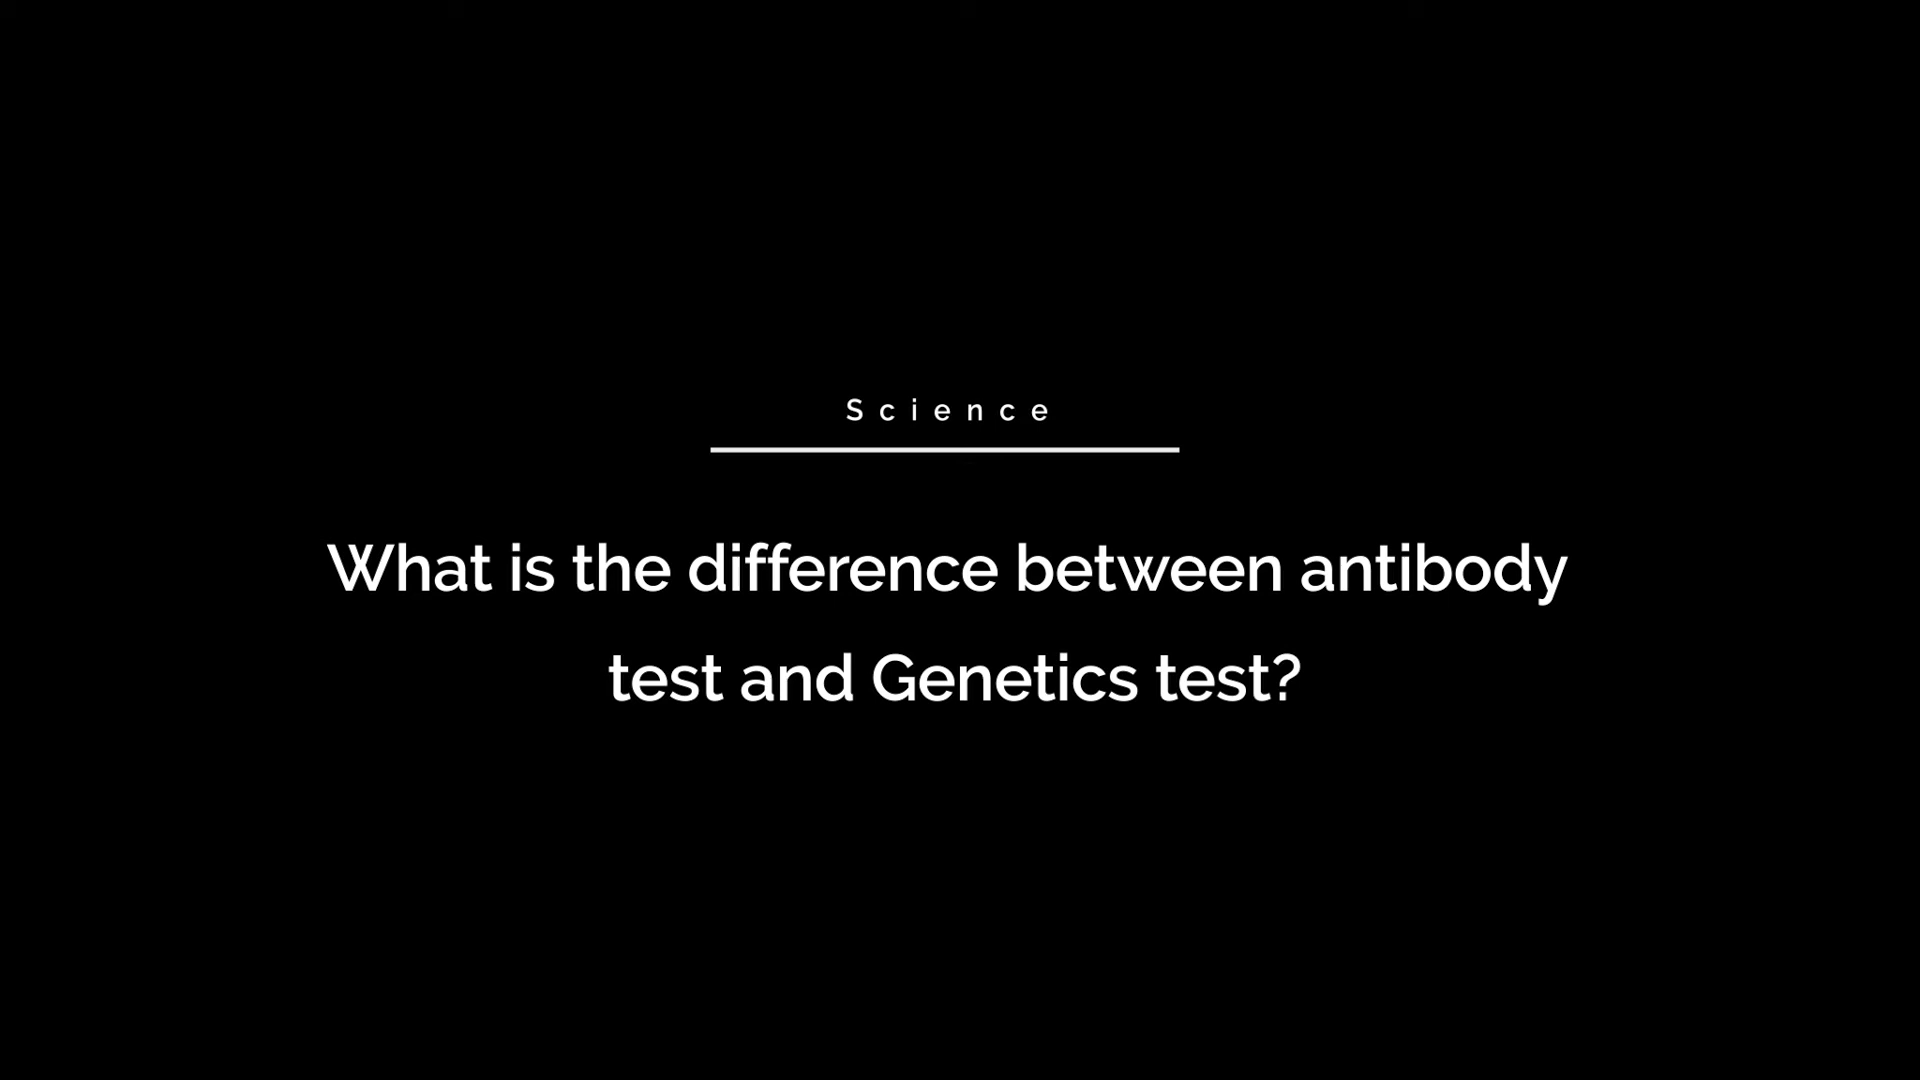 Science
What is the difference between antibody
test and Genetics test?